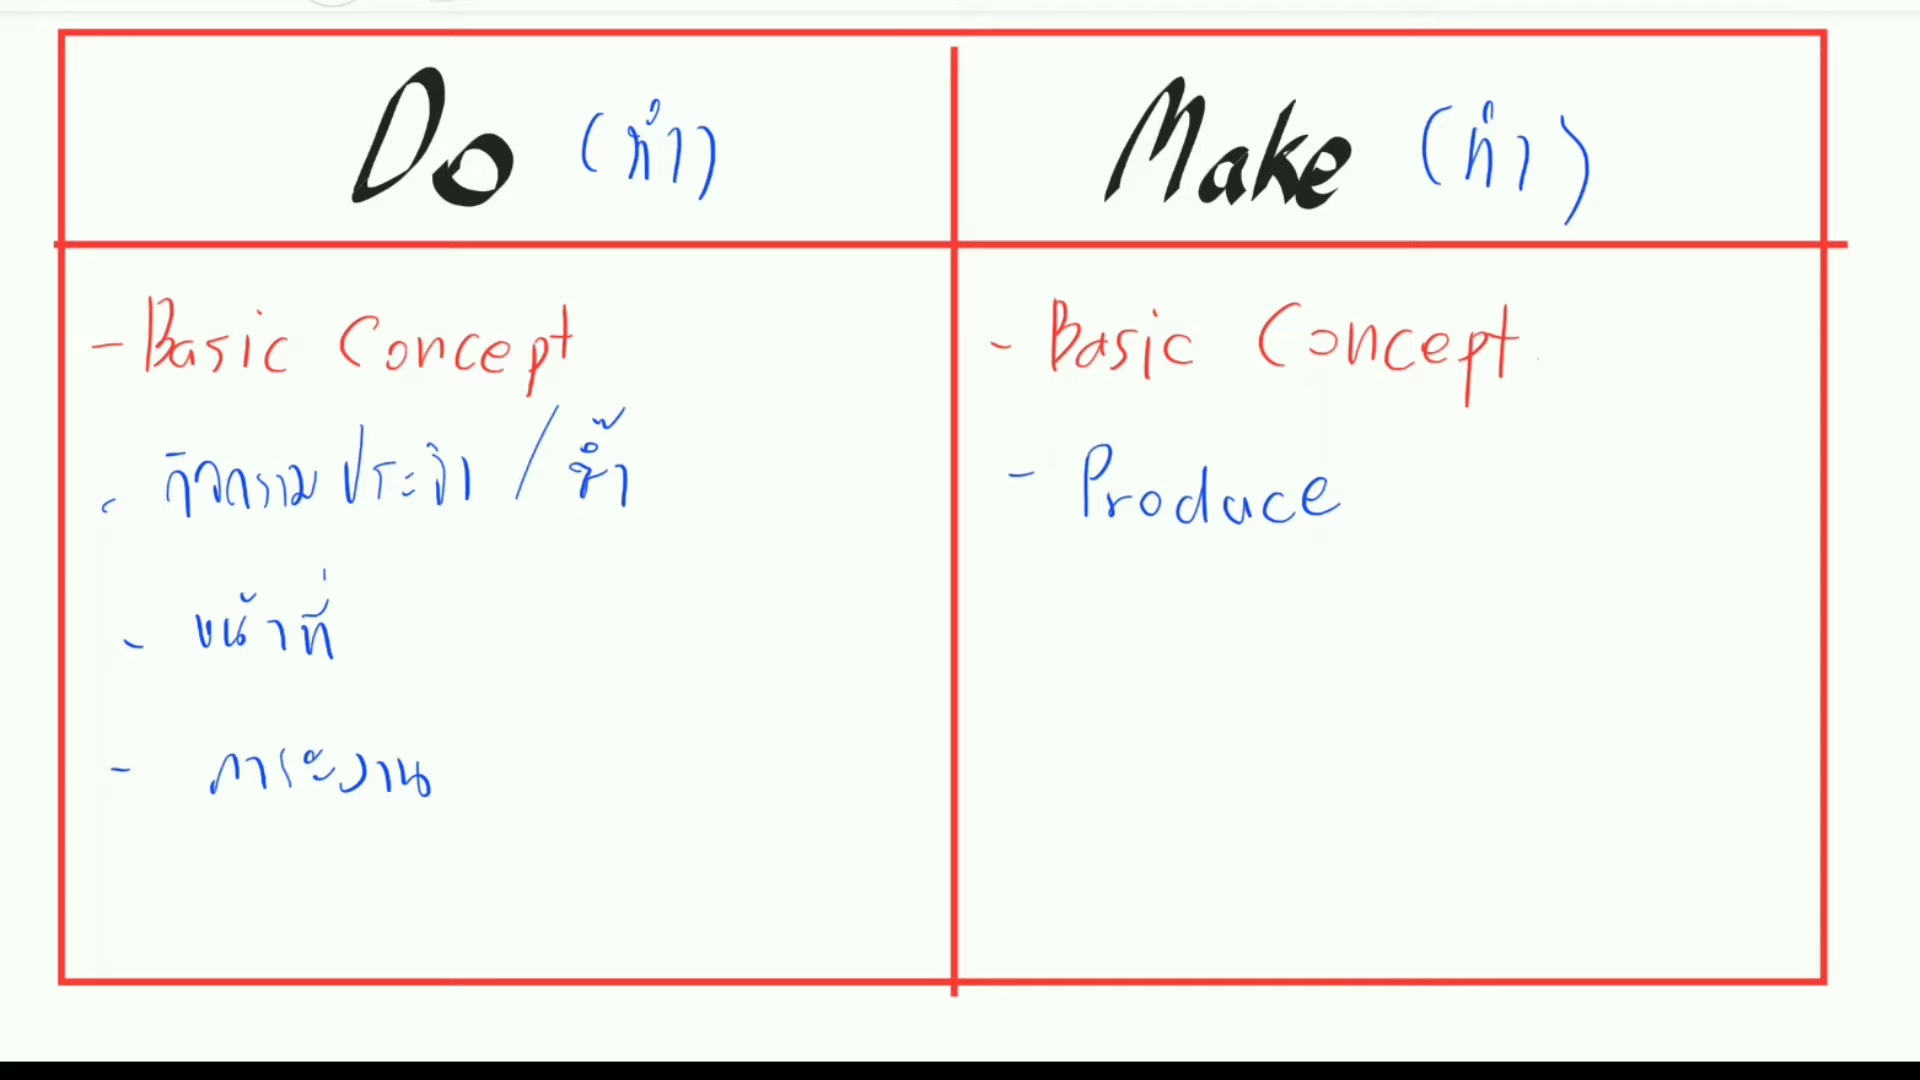 Do (ทำ)
Make (ทำ)
- Basic Concept
- กิจกรรมประจำ / ซ้ำ
- หน้าที่
- ภาระงาน
- Basic Concept
- Produce